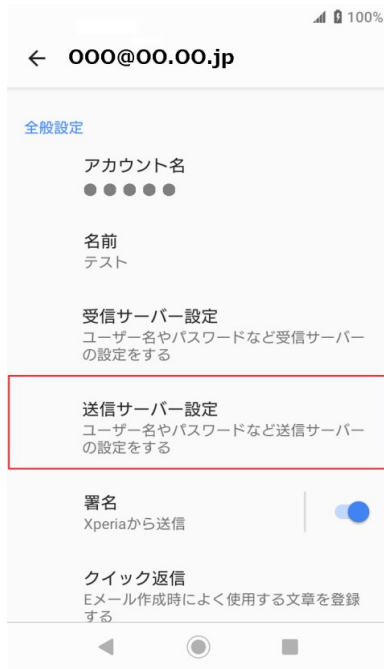 100%
← OOO@OO.OO.jp
全般設定
アカウント名
●●●●●
名前
テスト
受信サーバー設定
ユーザー名やパスワードなど受信サーバー
の設定をする
送信サーバー設定
ユーザー名やパスワードなど送信サーバー
の設定をする
署名
Xperiaから送信
クイック返信
Eメール作成時によく使用する文章を登録
する